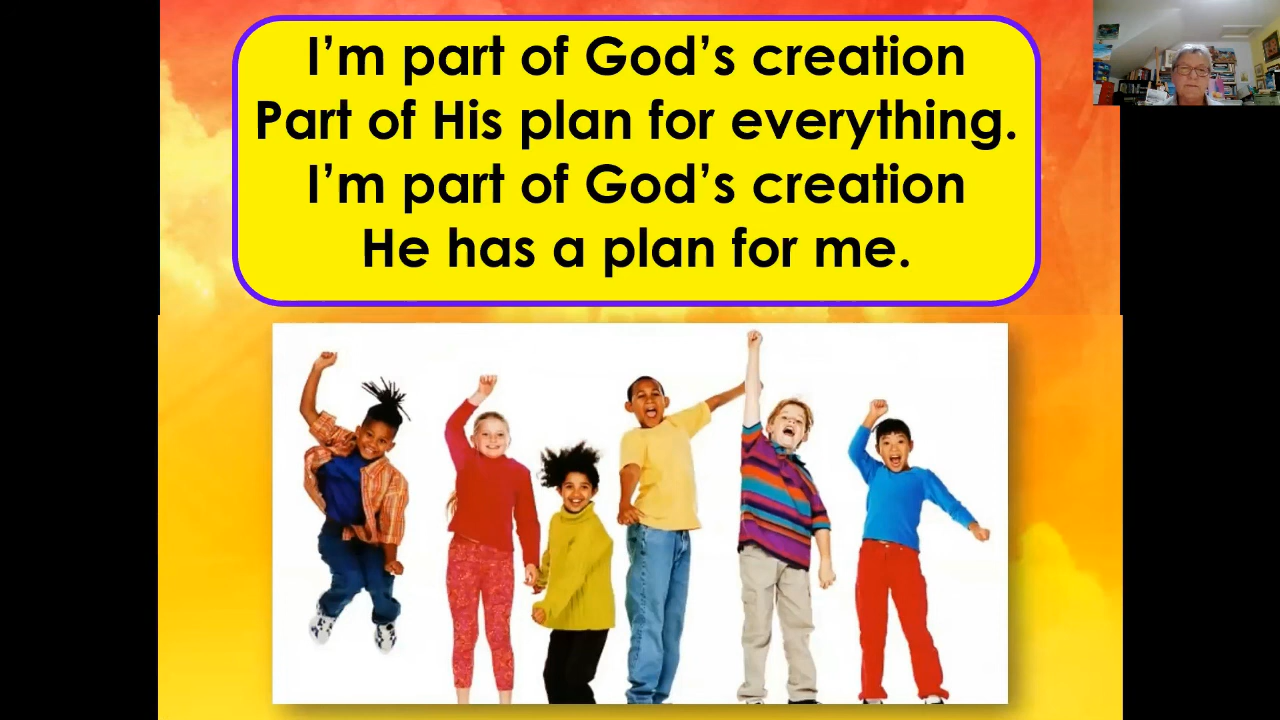 I’m part of God’s creation
Part of His plan for everything.
I’m part of God’s creation
He has a plan for me.